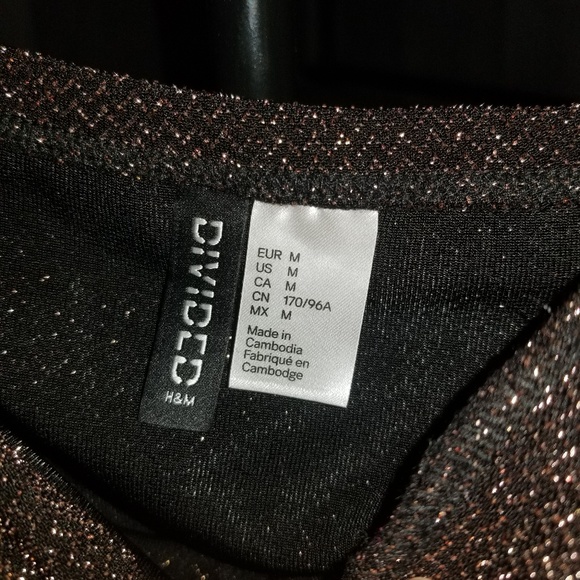 DIVIDED
H&M
EUR M
US M
CA M
CN 170/96A
MX M
Made in
Cambodia
Fabriqué en
Cambodge